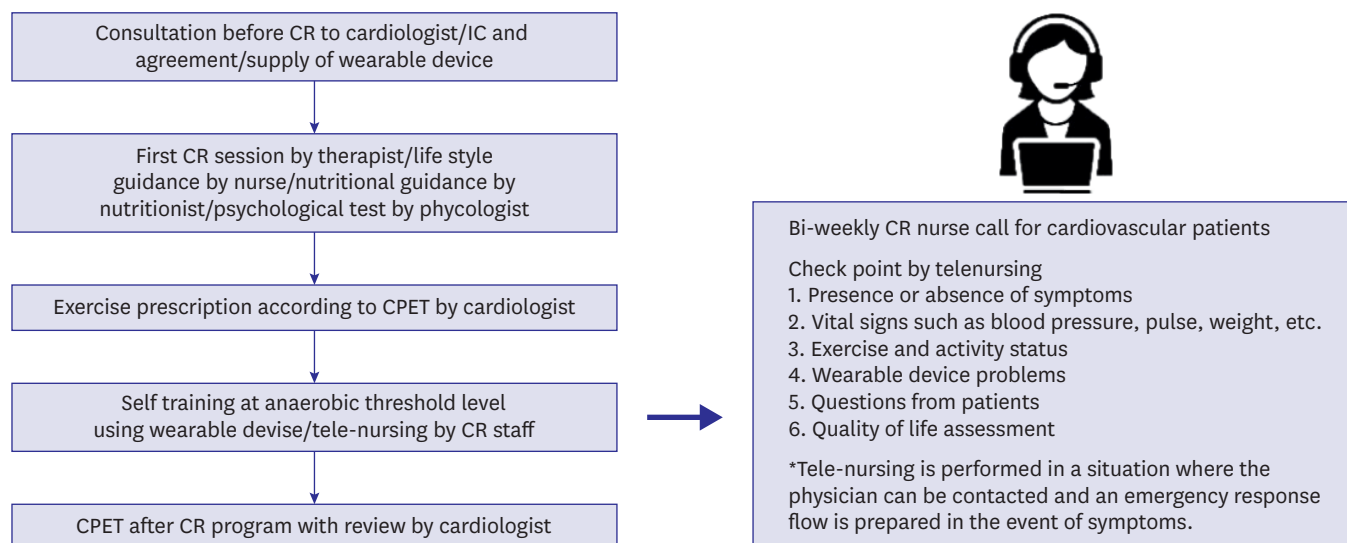 Consultation before CR to cardiologist/IC and
agreement/supply of wearable device
First CR session by therapist/life style
guidance by nurse/nutritional guidance by
nutritionist/psychological test by phycologist
Exercise prescription according to CPET by cardiologist
Self training at anaerobic threshold level
using wearable devise/tele-nursing by CR staff
CPET after CR program with review by cardiologist
Bi-weekly CR nurse call for cardiovascular patients
Check point by telenursing
1. Presence or absence of symptoms
2. Vital signs such as blood pressure, pulse, weight, etc.
3. Exercise and activity status
4. Wearable device problems
5. Questions from patients
6. Quality of life assessment
*Tele-nursing is performed in a situation where the
physician can be contacted and an emergency response
flow is prepared in the event of symptoms.